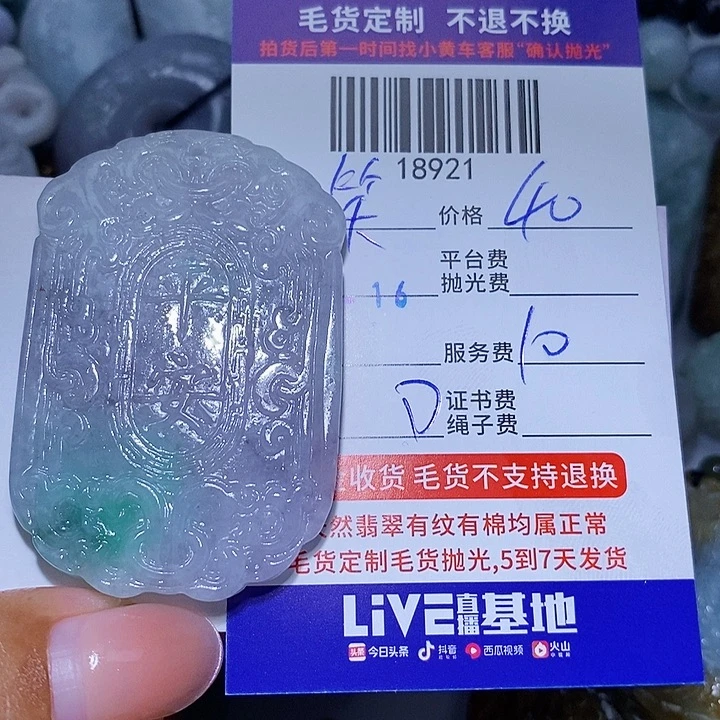 毛货定制 不退不换
拍货后第一时间找小黄车客服“确认抛光”
18921
价格 40
平台费
16
抛光费
服务费 10
D 证书费
绳子费
收货 毛货不支持退换
然翡翠有纹有棉均属正常
毛货定制毛货抛光,5到7天发货
LiVE直播基地
头条 今日头条 抖音 西瓜视频 火山
平安